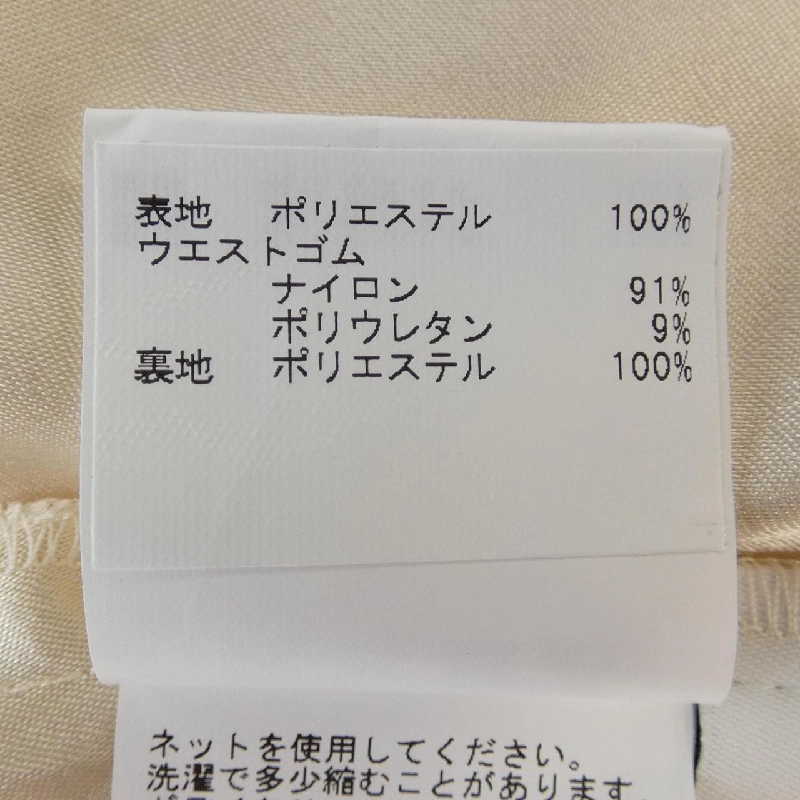 表地 ポリエステル 100%
ウエストゴム
ナイロン 91%
ポリウレタン 9%
裏地 ポリエステル 100%
ネットを使用してください。
洗濯で多少縮むことがあります